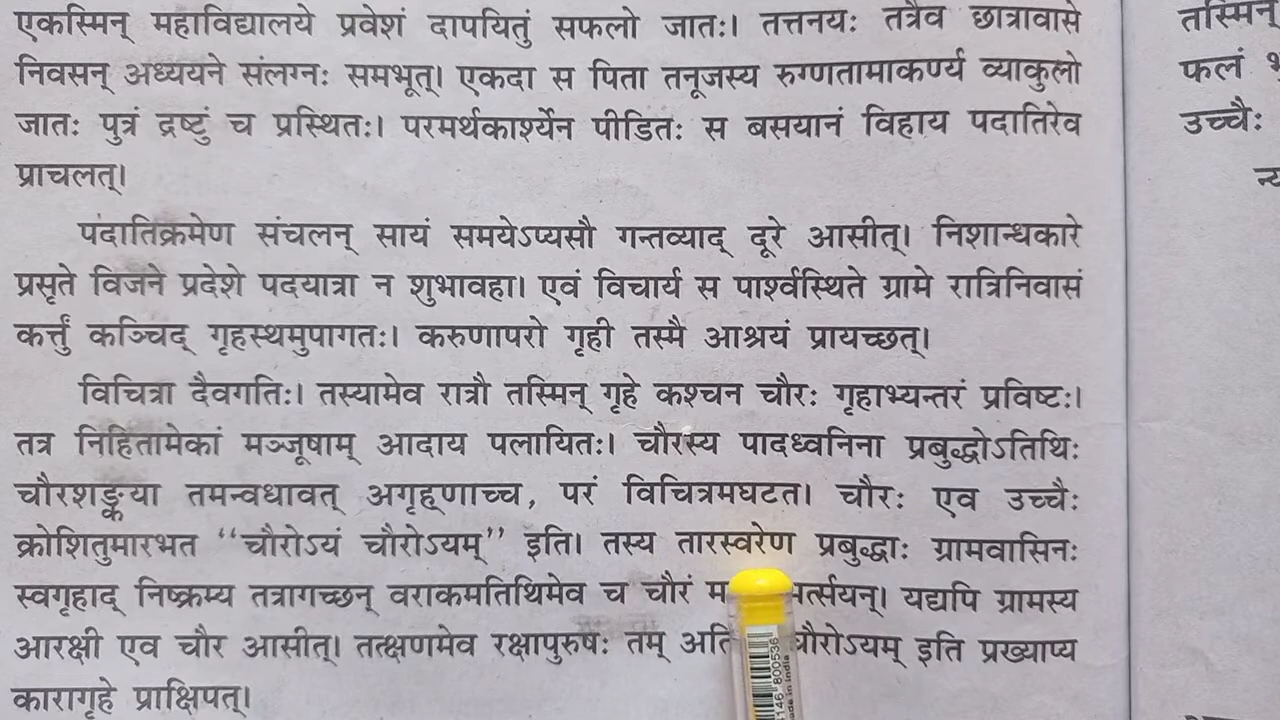 एकस्मिन् महाविद्यालये प्रवेशं दापयितुं सफलो जातः। तत्तनयः तत्रैव छात्रावासे
निवसन् अध्ययने संलग्नः समभूत्। एकदा स पिता तनूजस्य रुग्णतामाकर्ण्य व्याकुलो
जातः पुत्रं द्रष्टुं च प्रस्थितः। परमर्थकार्श्येन पीडितः स बसयानं विहाय पदातिरेव
प्राचलत्।
पदातिक्रमेण संचलन् सायं समयेऽप्यसौ गन्तव्याद् दूरे आसीत्। निशान्धकारे
प्रसृते विजने प्रदेशे पदयात्रा न शुभावहा। एवं विचार्य स पार्श्वस्थिते ग्रामे रात्रिनिवासं
कर्त्तुं कञ्चिद् गृहस्थमुपागतः। करुणापरो गृही तस्मै आश्रयं प्रायच्छत्।
विचित्रा दैवगतिः। तस्यामेव रात्रौ तस्मिन् गृहे कश्चन चौरः गृहाभ्यन्तरं प्रविष्टः।
तत्र निहितामेकां मञ्जूषाम् आदाय पलायितः। चौरस्य पादध्वनिना प्रबुद्धोऽतिथिः
चौरशङ्कया तमन्वधावत् अगृह्णाच्च, परं विचित्रमघटत। चौरः एव उच्चैः
क्रोशितुमारभत “चौरोऽयं चौरोऽयम्” इति। तस्य तारस्वरेण प्रबुद्धाः ग्रामवासिनः
स्वगृहाद् निष्क्रम्य तत्रागच्छन् वराकमतिथिमेव च चौरं यद्यपि ग्रामस्य
आरक्षी एव चौर आसीत्। तत्क्षणमेव रक्षापुरुषः तम् इति प्रख्याप्य
कारागृहे प्राक्षिपत्।
तस्मिन्
फलं
उच्चैः